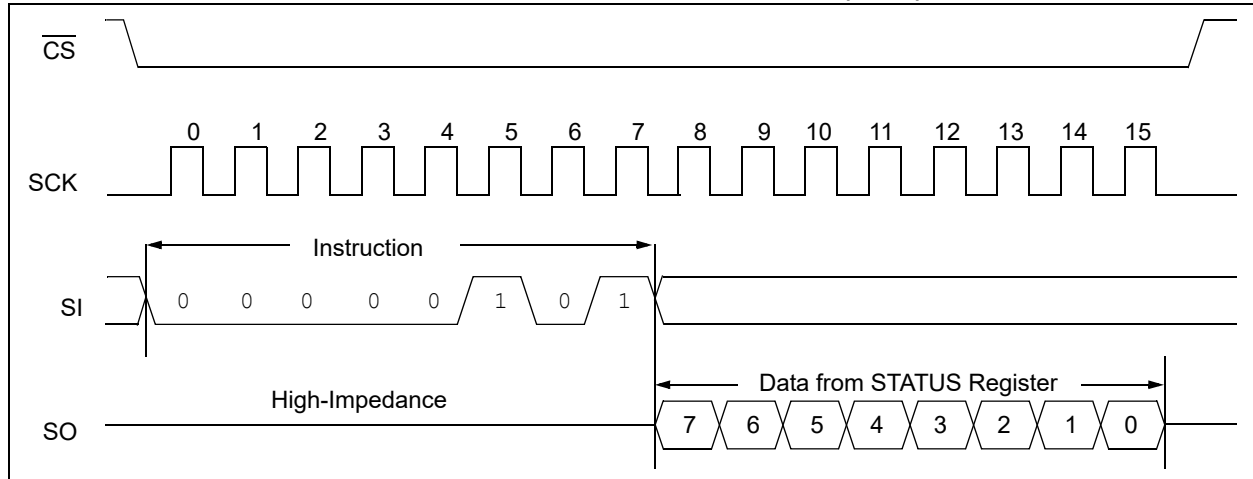 CS
0 1 2 3 4 5 6 7 8 9 10 11 12 13 14 15
SCK
Instruction
SI 0 0 0 0 0 1 0 1
Data from STATUS Register
High-Impedance
SO 7 6 5 4 3 2 1 0